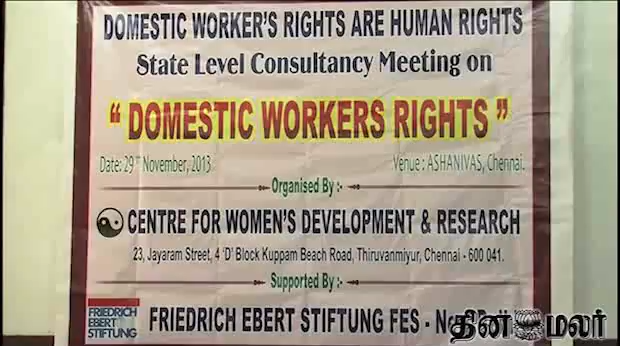 DOMESTIC WORKER'S RIGHTS ARE HUMAN RIGHTS
State Level Consultancy Meeting on
" DOMESTIC WORKERS RIGHTS "
Date: 29th November, 2013 Venue : ASHANIVAS, Chennai.
Organised By :-
CENTRE FOR WOMEN'S DEVELOPMENT & RESEARCH
23, Jayaram Street, 4 'D' Block Kuppam Beach Road, Thiruvanmiyur, Chennai - 600 041.
Supported By :-
FRIEDRICH
EBERT
STIFTUNG
FRIEDRICH EBERT STIFTUNG FES -
தினமலர்